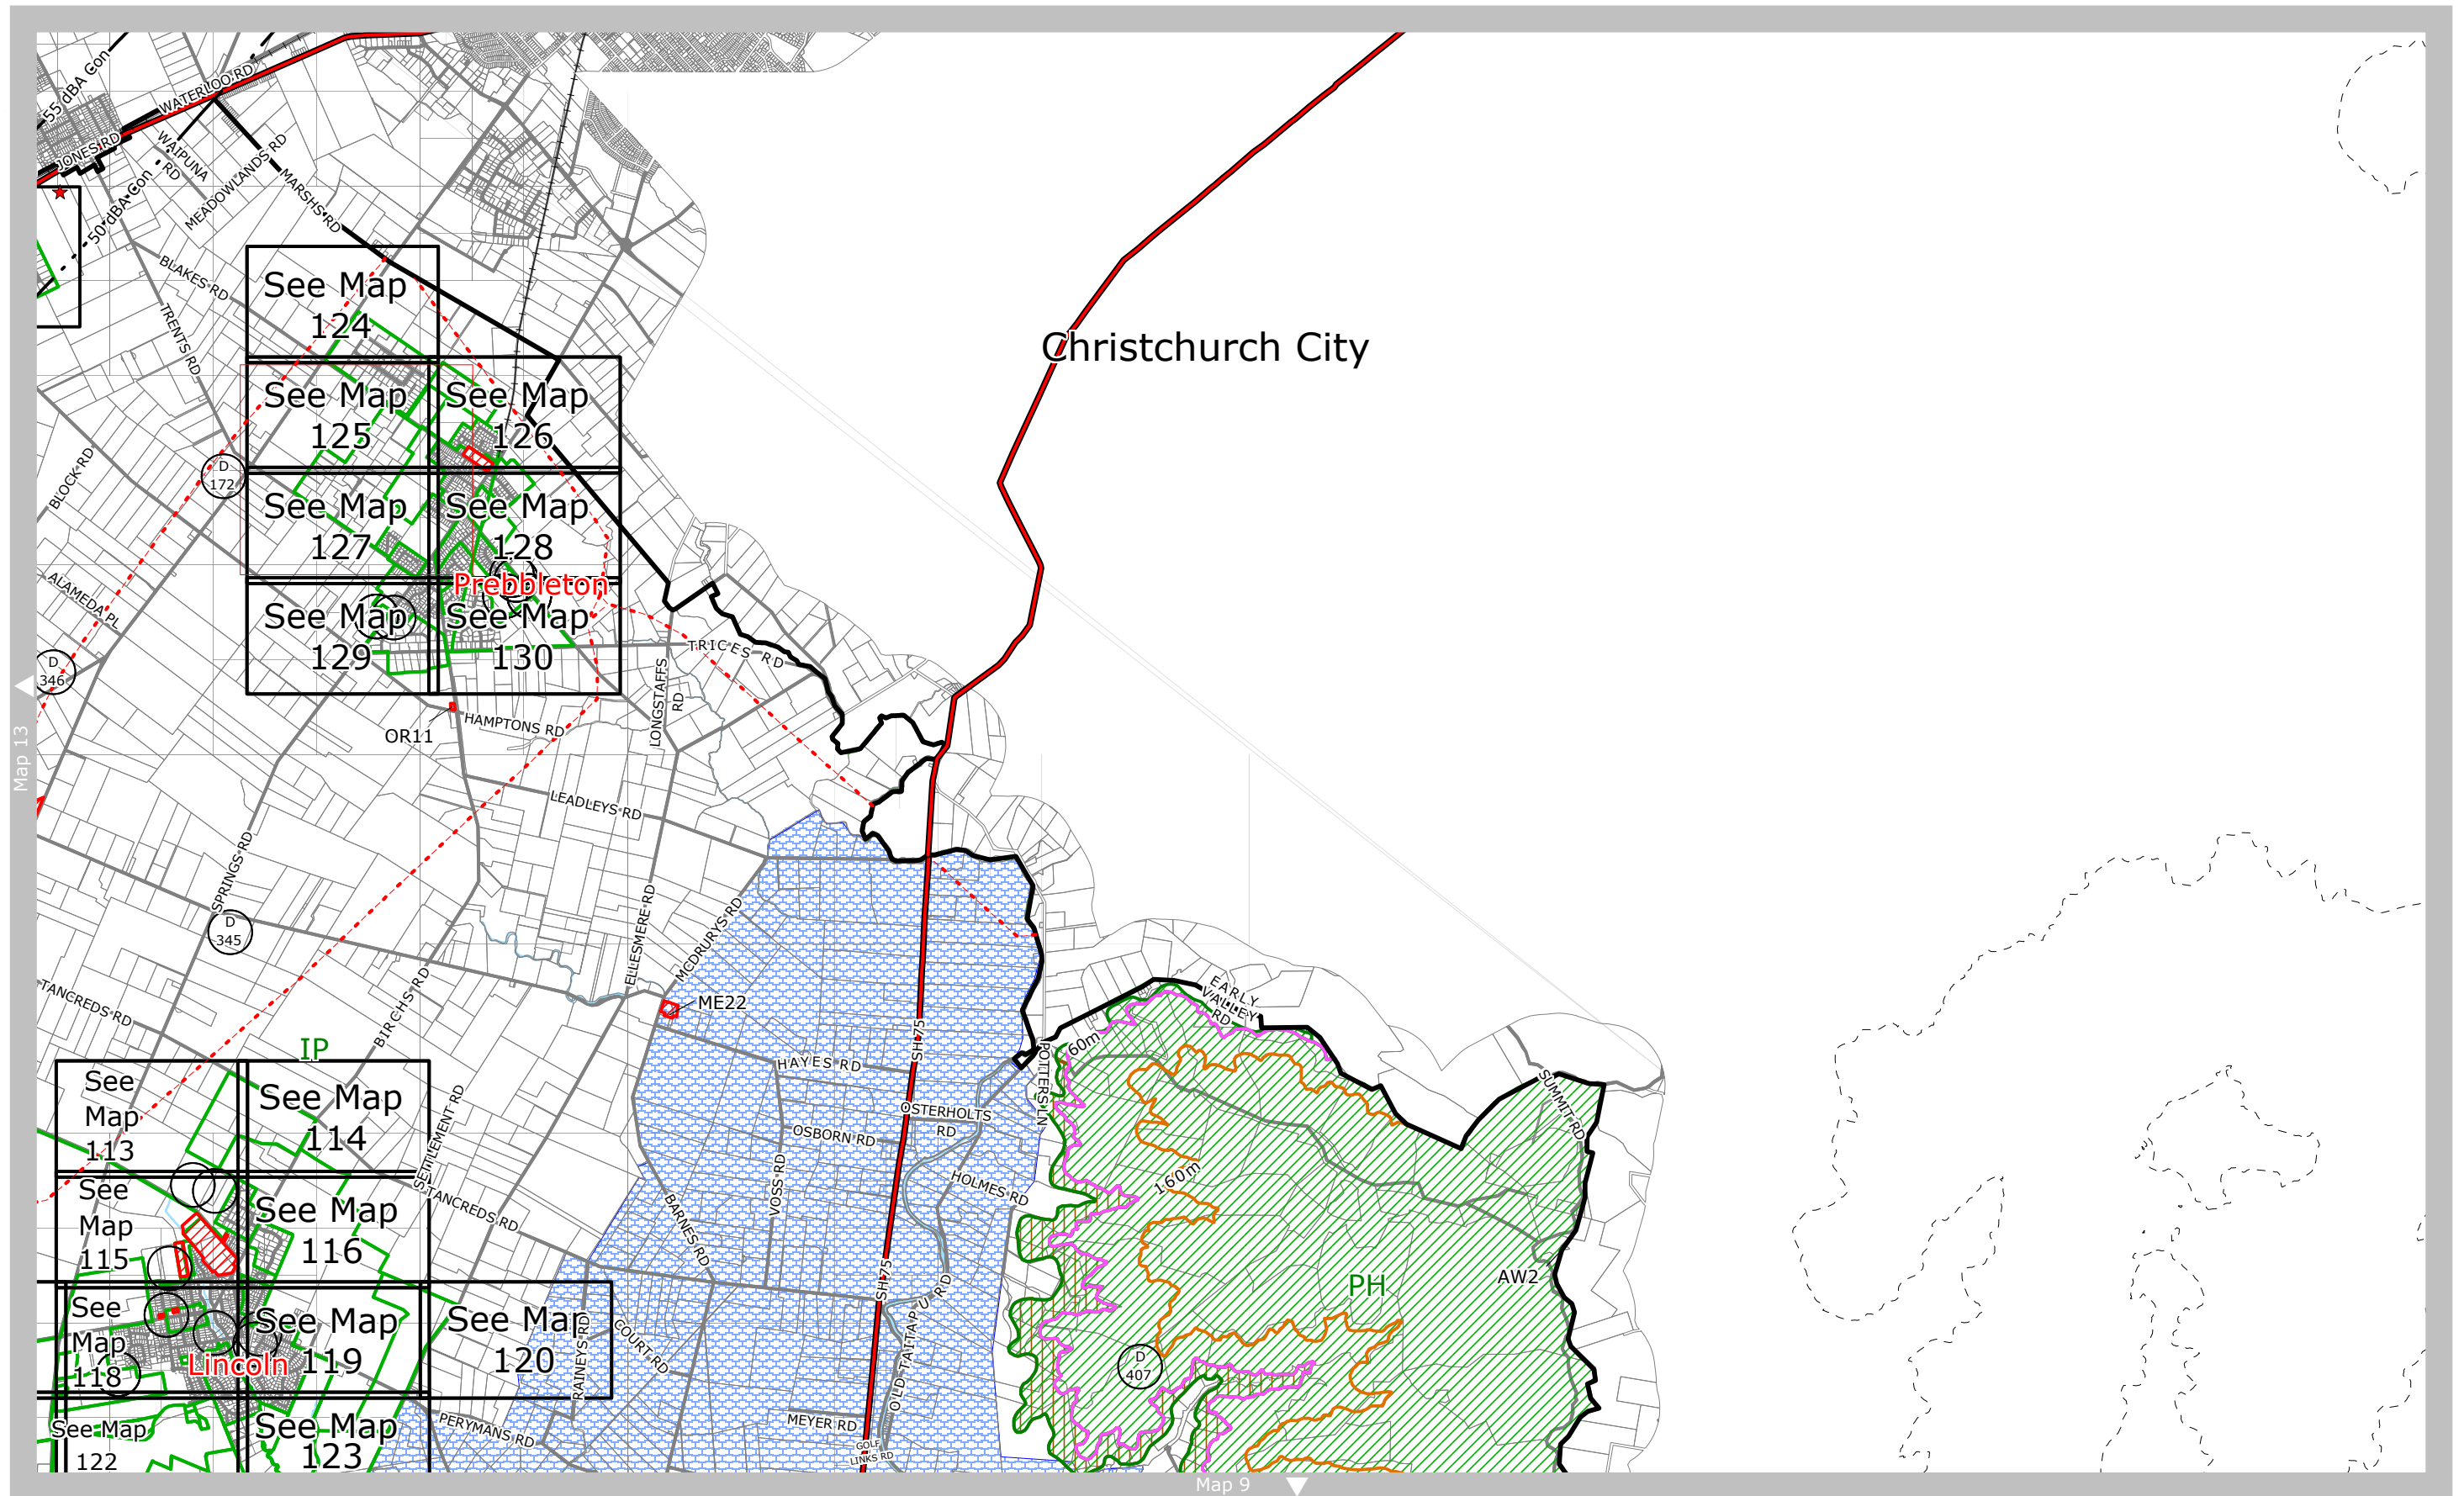 55 dBA Con
WATERLOO RD
JONES RD
WAIPUNA
RD
50 dBA Con
MEADOWLANDS RD
MARSHS RD
BLAKES RD
TRENTS RD
See Map
124
Christchurch City
See Map
125
See Map
126
BLOCK RD
D
172
See Map
127
See Map
128
ALAMEDA PL
Prebbleton
See Map
129
See Map
130
D
346
TRICES RD
LONGSTAFFS
RD
HAMPTONS RD
OR11
Map 13
LEADLEYS RD
SPRINGS RD
D
345
ELLESMERE RD
MCDRURYS RD
TANCREDS RD
BIRCHS RD
ME22
EARLY
VALLEY
RD
SH 75
IP
60m
POTTERS LN
HAYES RD
See
Map
113
See Map
114
OSTERHOLTS
RD
OSBORN RD
SUMMIT RD
SETTLEMENT RD
TANCREDS RD
See
Map
115
See Map
116
VOSS RD
HOLMES RD
160m
BARNES RD
SH 75
PH
AW2
See
Map
118
See Map
119
Lincoln
See Map
120
RAINEYS RD
COURT RD
OLD TAITAPU RD
D
407
PERYMANS RD
MEYER RD
GOLF
LINKS RD
See Map
122
See Map
123
Map 9